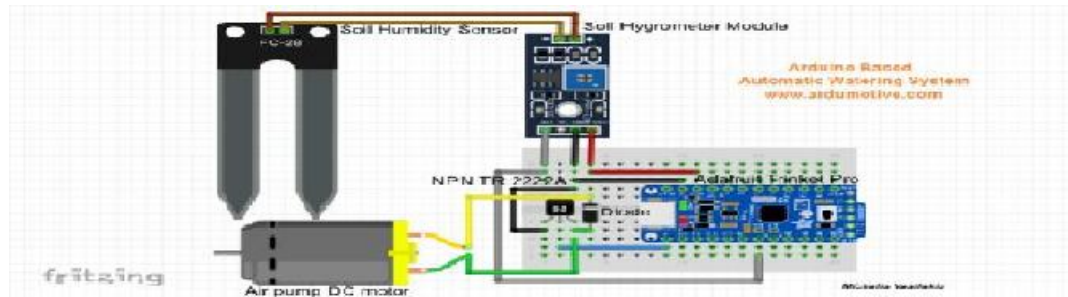 Soil Humidity Sensor
Soil Hygrometer Module
FC-28
Arduino Based
Automatic Watering System
www.ardumotive.com
NPN TR 2222A
Adafruit Trinket Pro
Diode
fritzing
Air pump DC motor